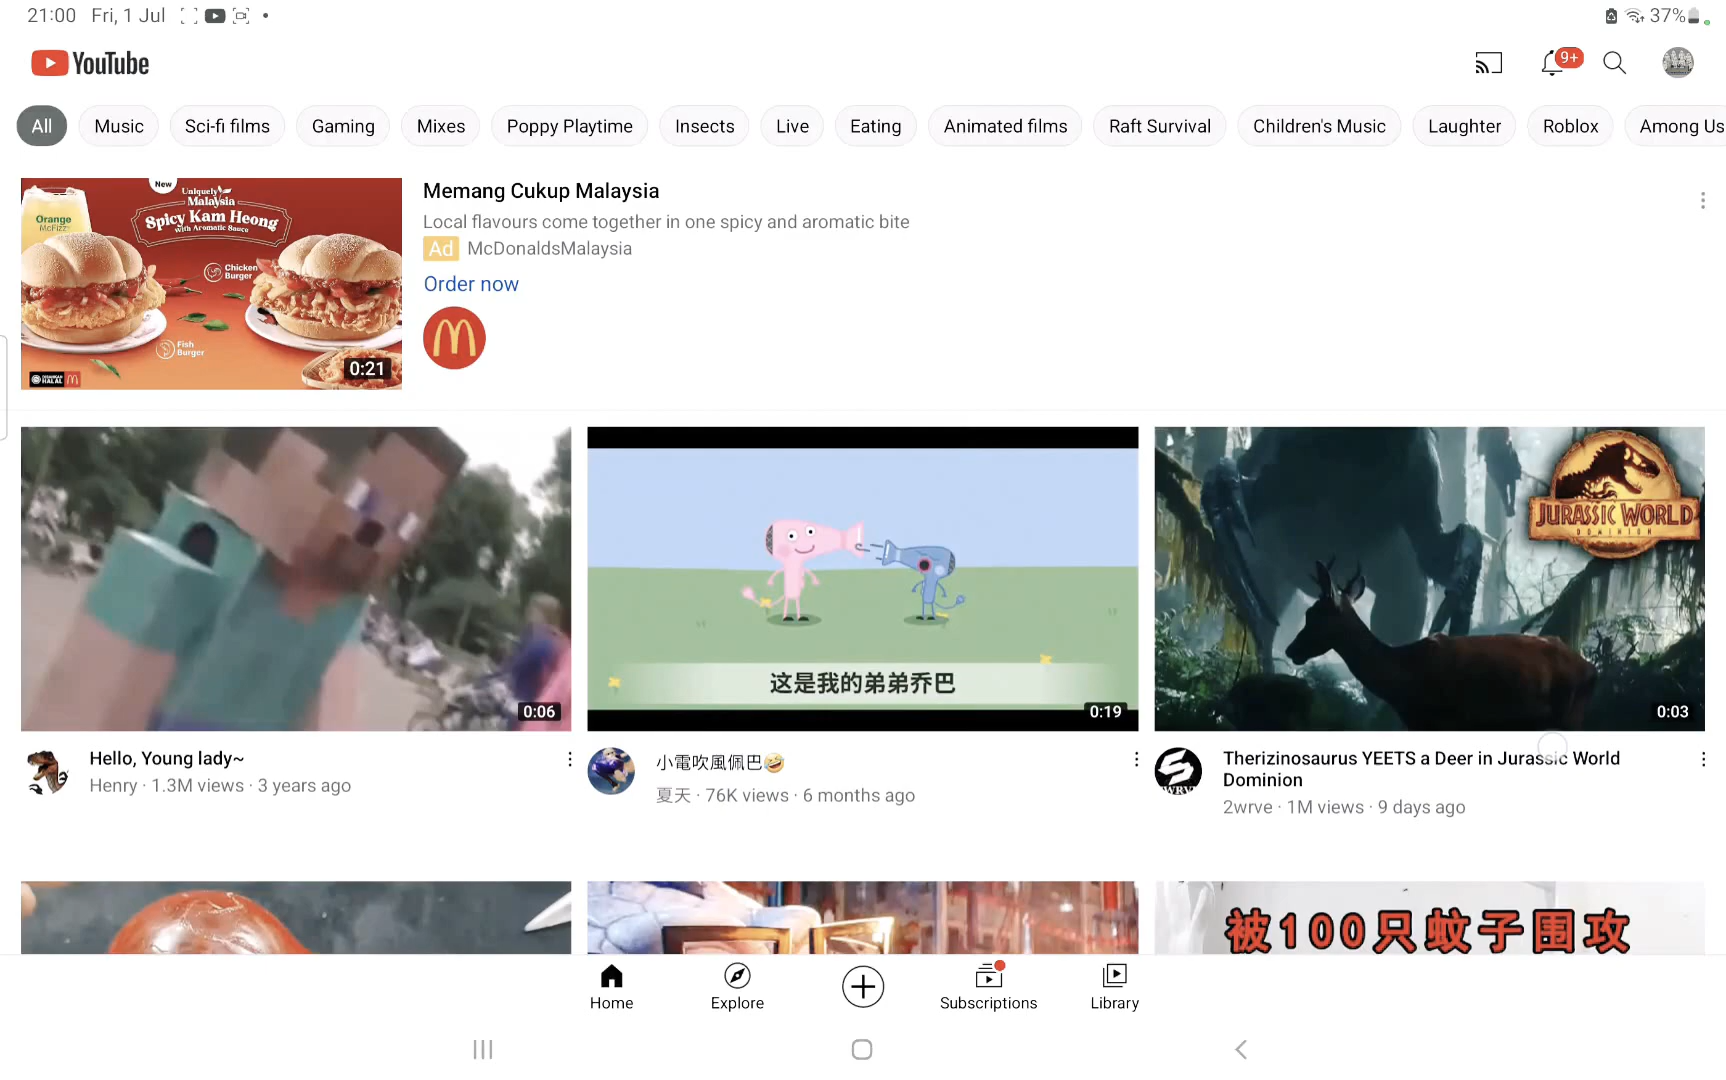 21:00 Fri, 1 Jul
37%
YouTube
9+
All
Music
Sci-fi films
Gaming
Mixes
Poppy Playtime
Insects
Live
Eating
Animated films
Raft Survival
Children's Music
Laughter
Roblox
Among Us
New
Uniquely
Malaysia
Spicy Kam Heong
With Aromatic Sauce
Orange
McFizz
Chicken
Burger
Fish
Burger
HALAL
0:21
Memang Cukup Malaysia
Local flavours come together in one spicy and aromatic bite
Ad McDonaldsMalaysia
Order now
0:06
这是我的弟弟乔巴
0:19
JURASSIC WORLD
DOMINION
0:03
Hello, Young lady~
Henry · 1.3M views · 3 years ago
小電吹風佩巴🤣
夏天 · 76K views · 6 months ago
2WRVE
Therizinosaurus YEETS a Deer in Jurassic World
Dominion
2wrve · 1M views · 9 days ago
被100只蚊子围攻
Home
Explore
Subscriptions
Library